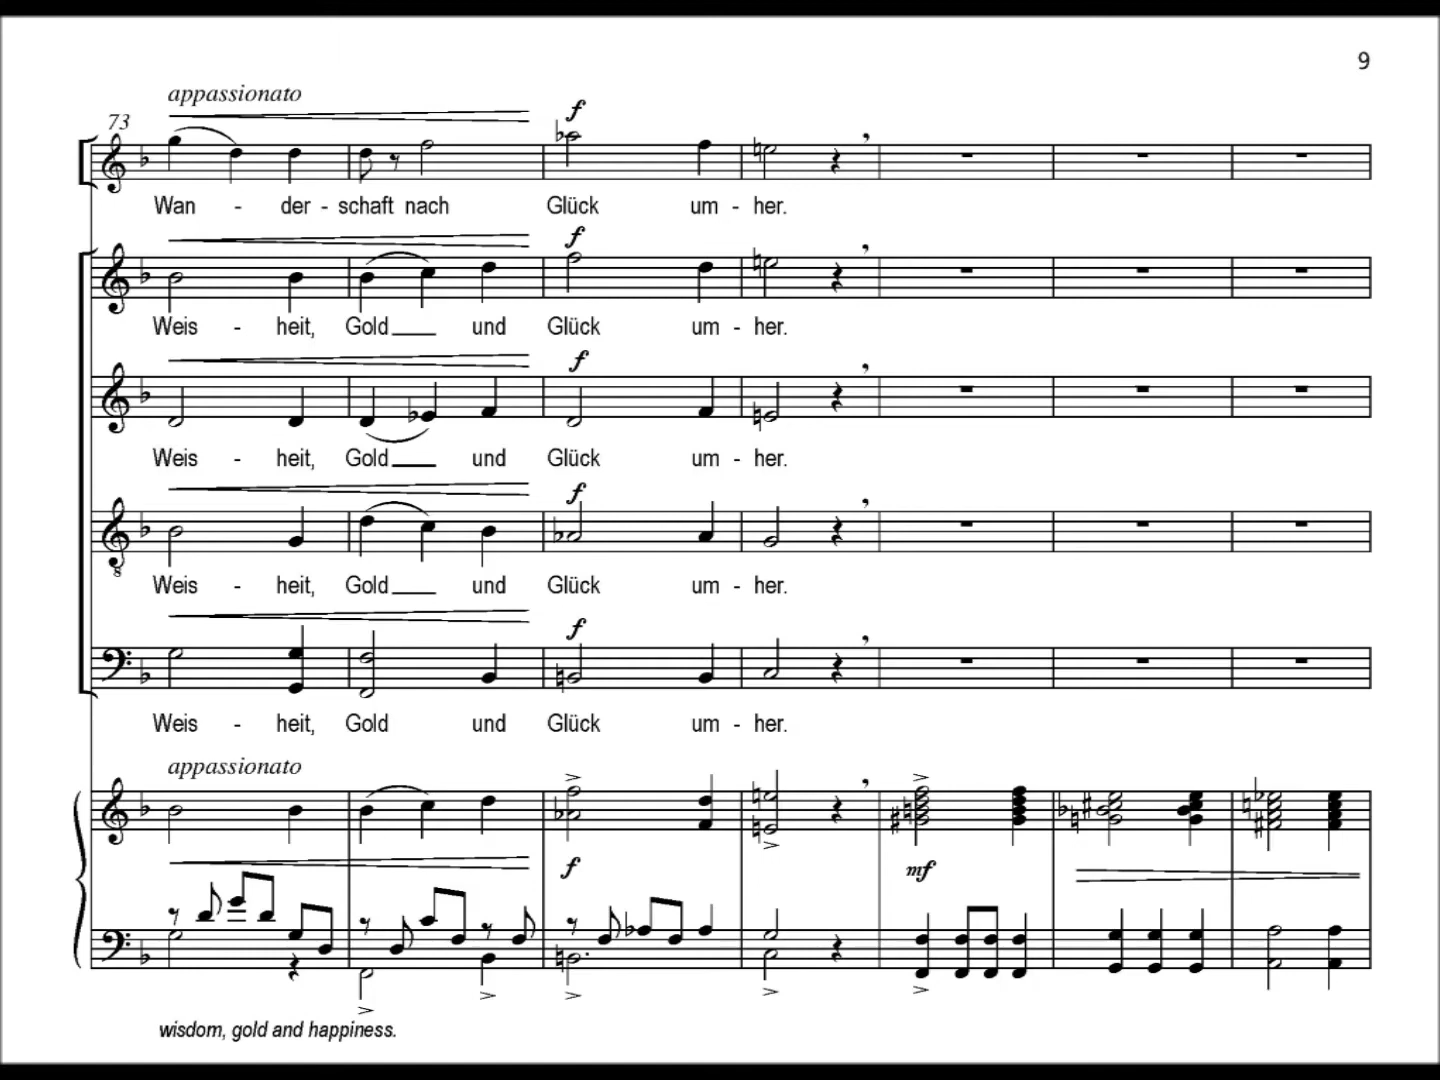 9
appassionato
f
73
Wan - der - schaft nach Glück um - her.
f
Weis - heit, Gold und Glück um - her.
f
Weis - heit, Gold und Glück um - her.
f
Weis - heit, Gold und Glück um - her.
f
Weis - heit, Gold und Glück um - her.
appassionato
f mf
wisdom, gold and happiness.